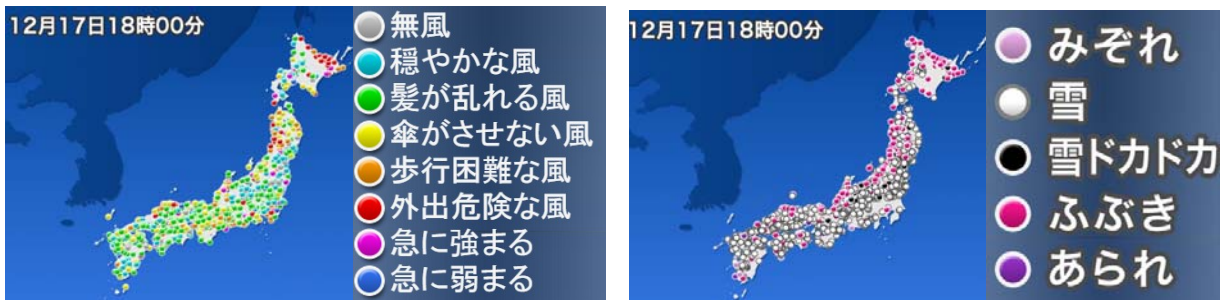 12月17日18時00分
無風
穏やかな風
髪が乱れる風
傘がさせない風
歩行困難な風
外出危険な風
急に強まる
急に弱まる
12月17日18時00分
みぞれ
雪
雪ドカドカ
ふぶき
あられ